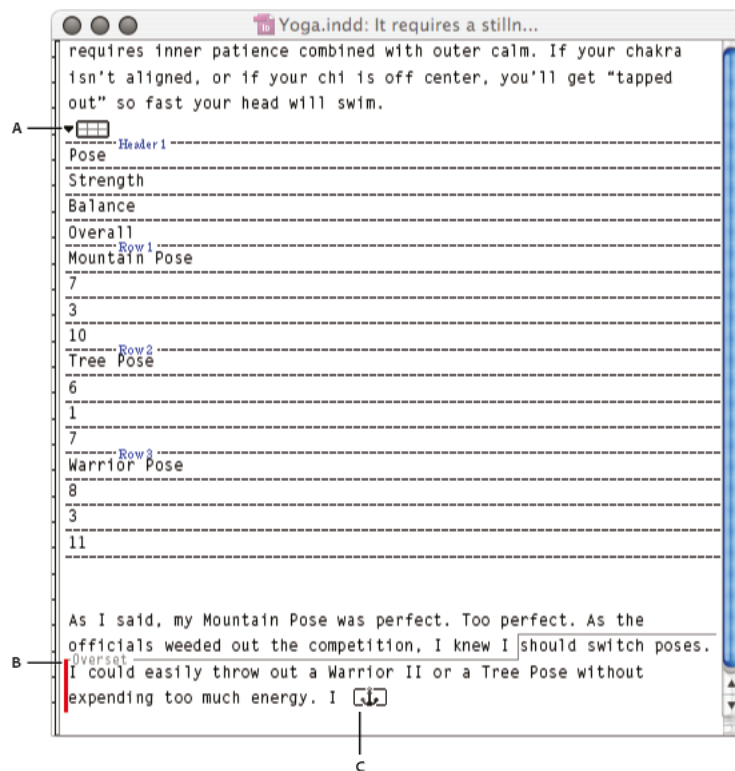 Yoga.indd: It requires a stilln...
requires inner patience combined with outer calm. If your chakra
isn't aligned, or if your chi is off center, you'll get “tapped
out” so fast your head will swim.
A
Header 1
Pose
Strength
Balance
Overall
Row 1
Mountain Pose
7
3
10
Row 2
Tree Pose
6
1
7
Row 3
Warrior Pose
8
3
11
As I said, my Mountain Pose was perfect. Too perfect. As the
officials weeded out the competition, I knew I should switch poses.
B
Overset
I could easily throw out a Warrior II or a Tree Pose without
expending too much energy. I
C